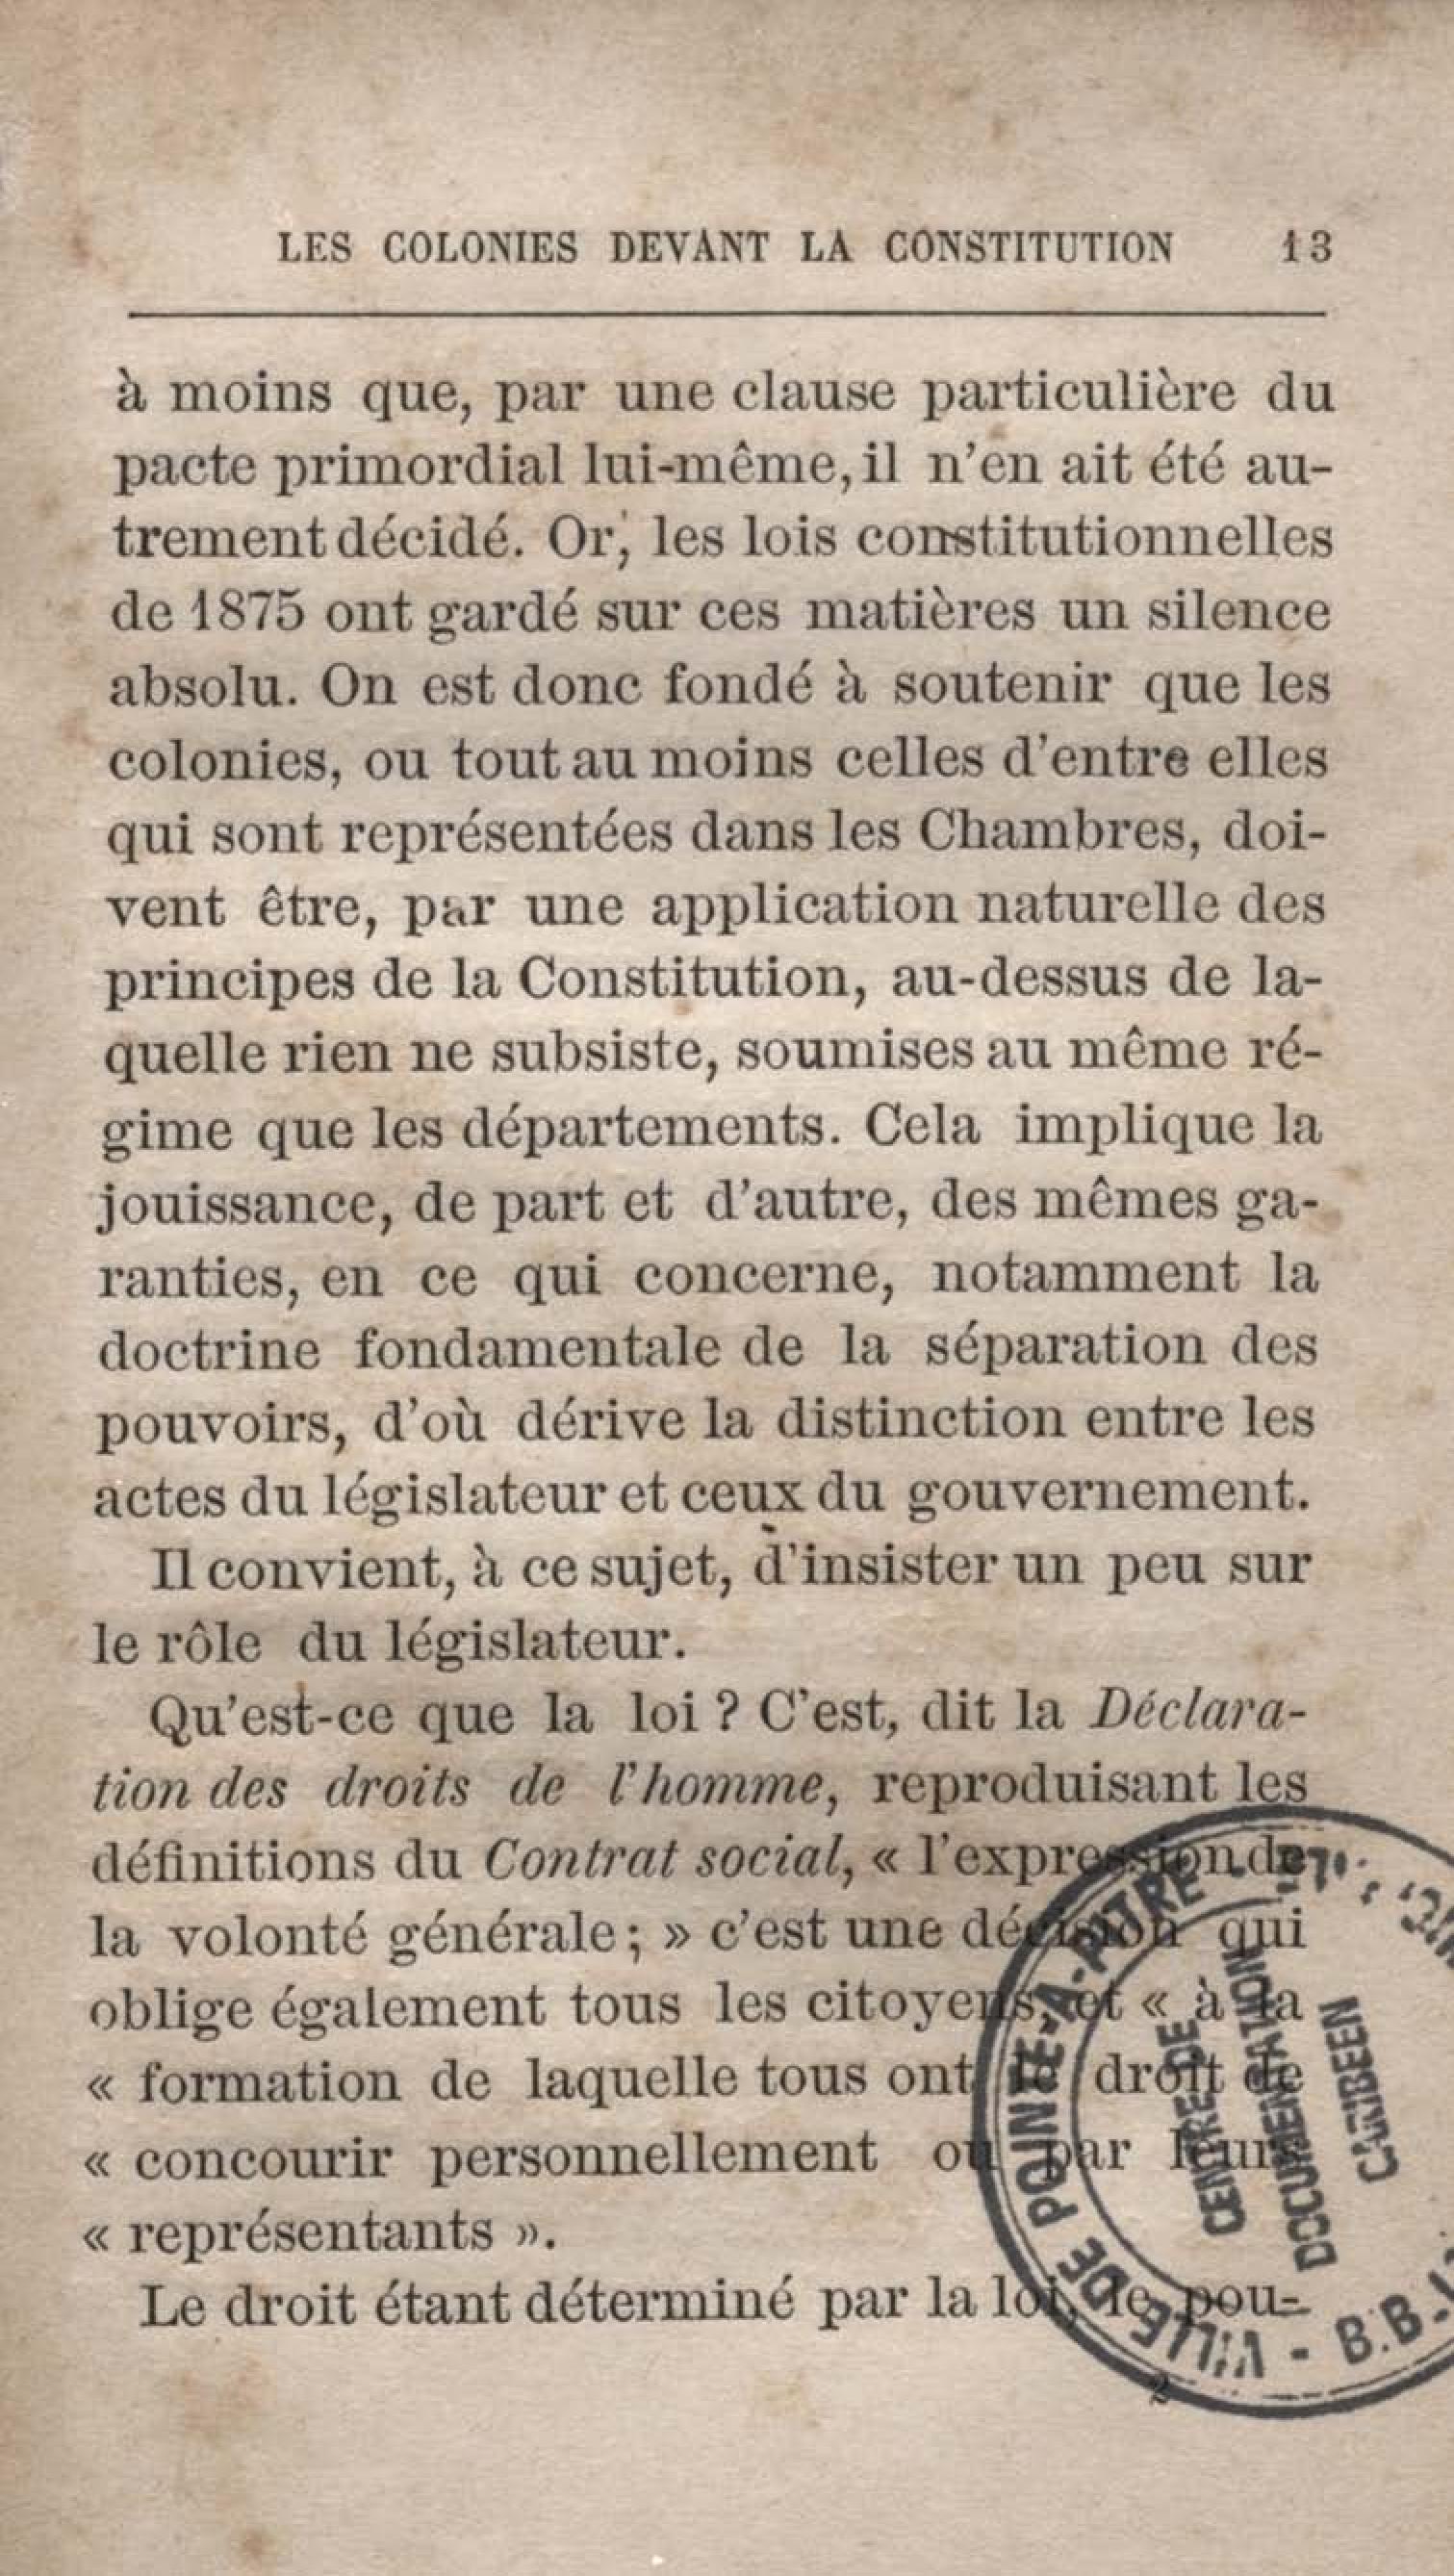 LES COLONIES DEVANT LA CONSTITUTION 13
à moins que, par une clause particulière du
pacte primordial lui-même, il n'en ait été au-
trement décidé. Or, les lois constitutionnelles
de 1875 ont gardé sur ces matières un silence
absolu. On est donc fondé à soutenir que les
colonies, ou tout au moins celles d'entre elles
qui sont représentées dans les Chambres, doi-
vent être, par une application naturelle des
principes de la Constitution, au-dessus de la-
quelle rien ne subsiste, soumises au même ré-
gime que les départements. Cela implique la
jouissance, de part et d'autre, des mêmes ga-
ranties, en ce qui concerne, notamment la
doctrine fondamentale de la séparation des
pouvoirs, d'où dérive la distinction entre les
actes du législateur et ceux du gouvernement.
Il convient, à ce sujet, d'insister un peu sur
le rôle du législateur.
Qu'est-ce que la loi ? C'est, dit la Déclara-
tion des droits de l'homme, reproduisant les
définitions du Contrat social, « l'expression de
la volonté générale ; » c'est une décision qui
oblige également tous les citoyens, et « à la
« formation de laquelle tous ont le droit de
« concourir personnellement ou par leurs
« représentants ».
Le droit étant déterminé par la loi, le pou-
2
VILLE DE POINTE-A-PITRE
CENTRE DE
DOCUMENTATION
CARIBEEN